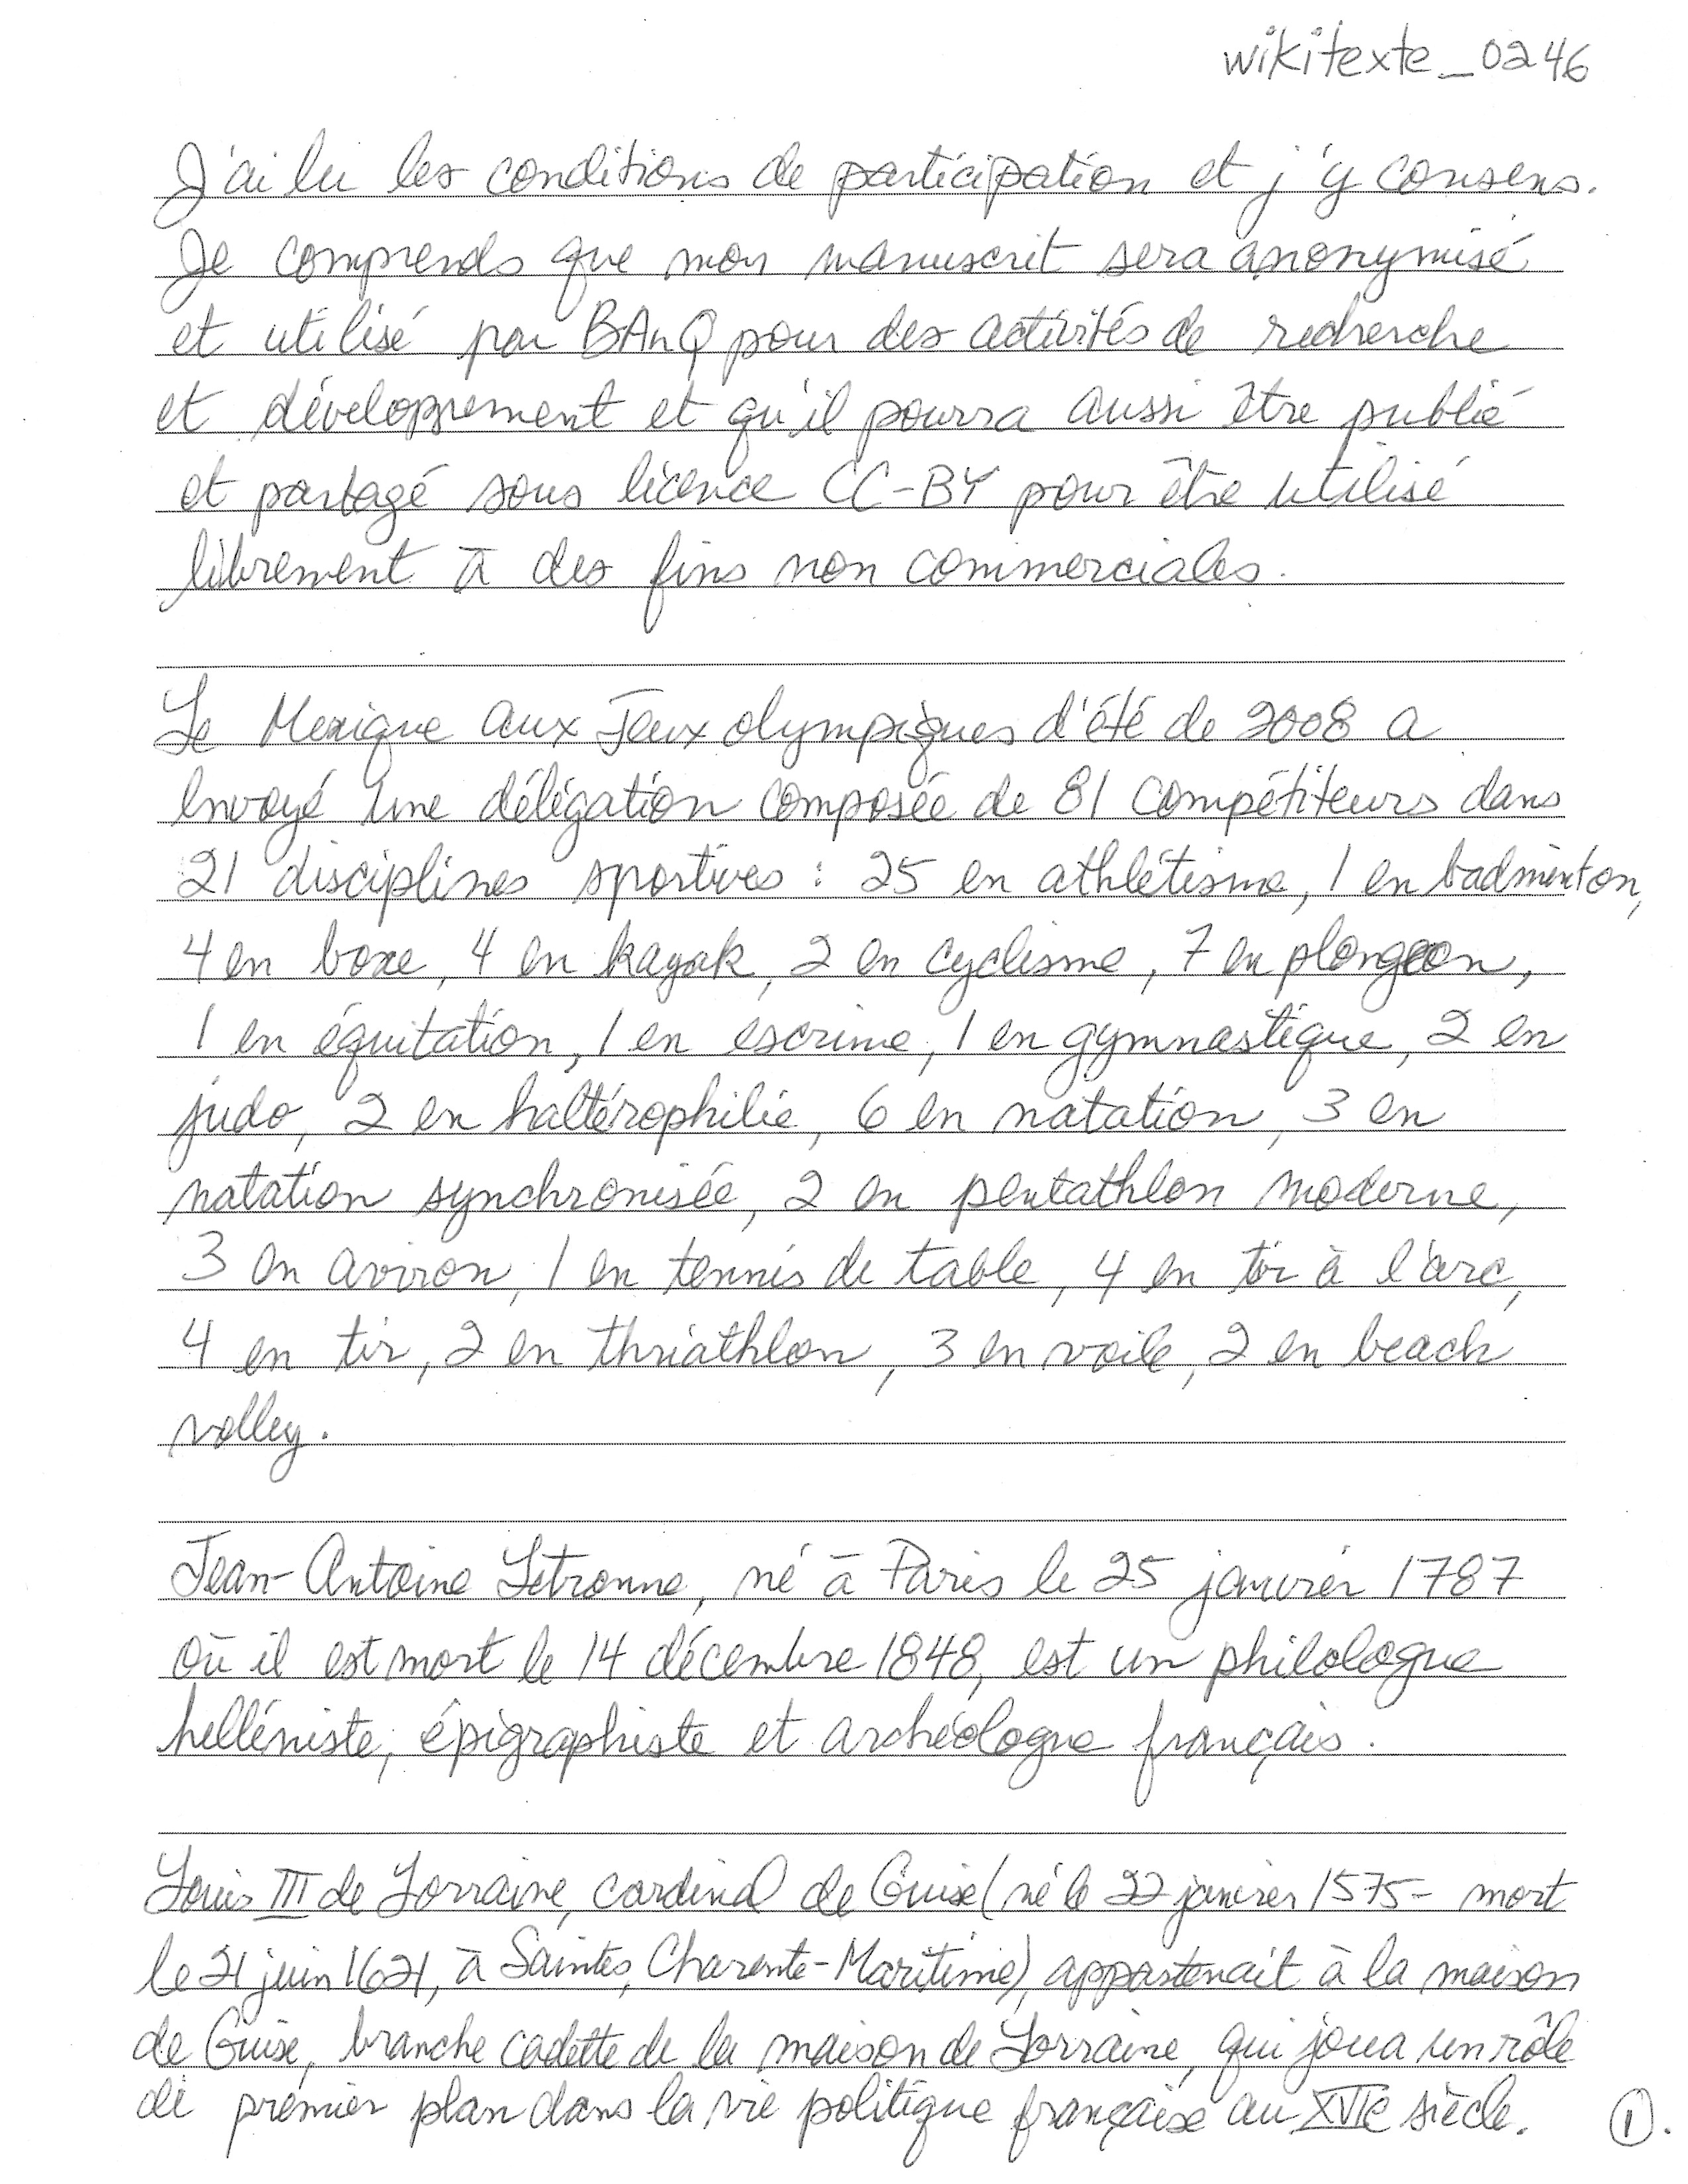 wikitexte_0246
J'ai lu les conditions de participation et j'y consens.
Je comprends que mon manuscrit sera anonymisé
et utilisé par BAnQ pour des activités de recherche
et développement et qu'il pourra aussi être publié
et partagé sous licence CC-BY pour être utilisé
librement à des fins non commerciales.
Le Mexique aux Jeux olympiques d'été de 2008 a
envoyé une délégation composée de 81 compétiteurs dans
21 disciplines sportives : 25 en athlétisme, 1 en badminton,
4 en boxe, 4 en kayak, 2 en cyclisme, 7 en plongeon,
1 en équitation, 1 en escrime, 1 en gymnastique, 2 en
judo, 2 en haltérophilie, 6 en natation, 3 en
natation synchronisée, 2 en pentathlon moderne,
3 en aviron, 1 en tennis de table, 4 en tir à l'arc,
4 en tir, 2 en thriathlon, 3 en voile, 2 en beach
volley.
Jean-Antoine Letronne, né à Paris le 25 janvier 1787
où il est mort le 14 décembre 1848, est un philologue
helléniste, épigraphiste et archéologue français.
Louis III de Lorraine, cardinal de Guise (né le 22 janvier 1575 - mort
le 21 juin 1621, à Saintes, Charente-Maritime), appartenait à la maison
de Guise, branche cadette de la maison de Lorraine, qui joua un rôle
de premier plan dans la vie politique française au XVIe siècle.
1.